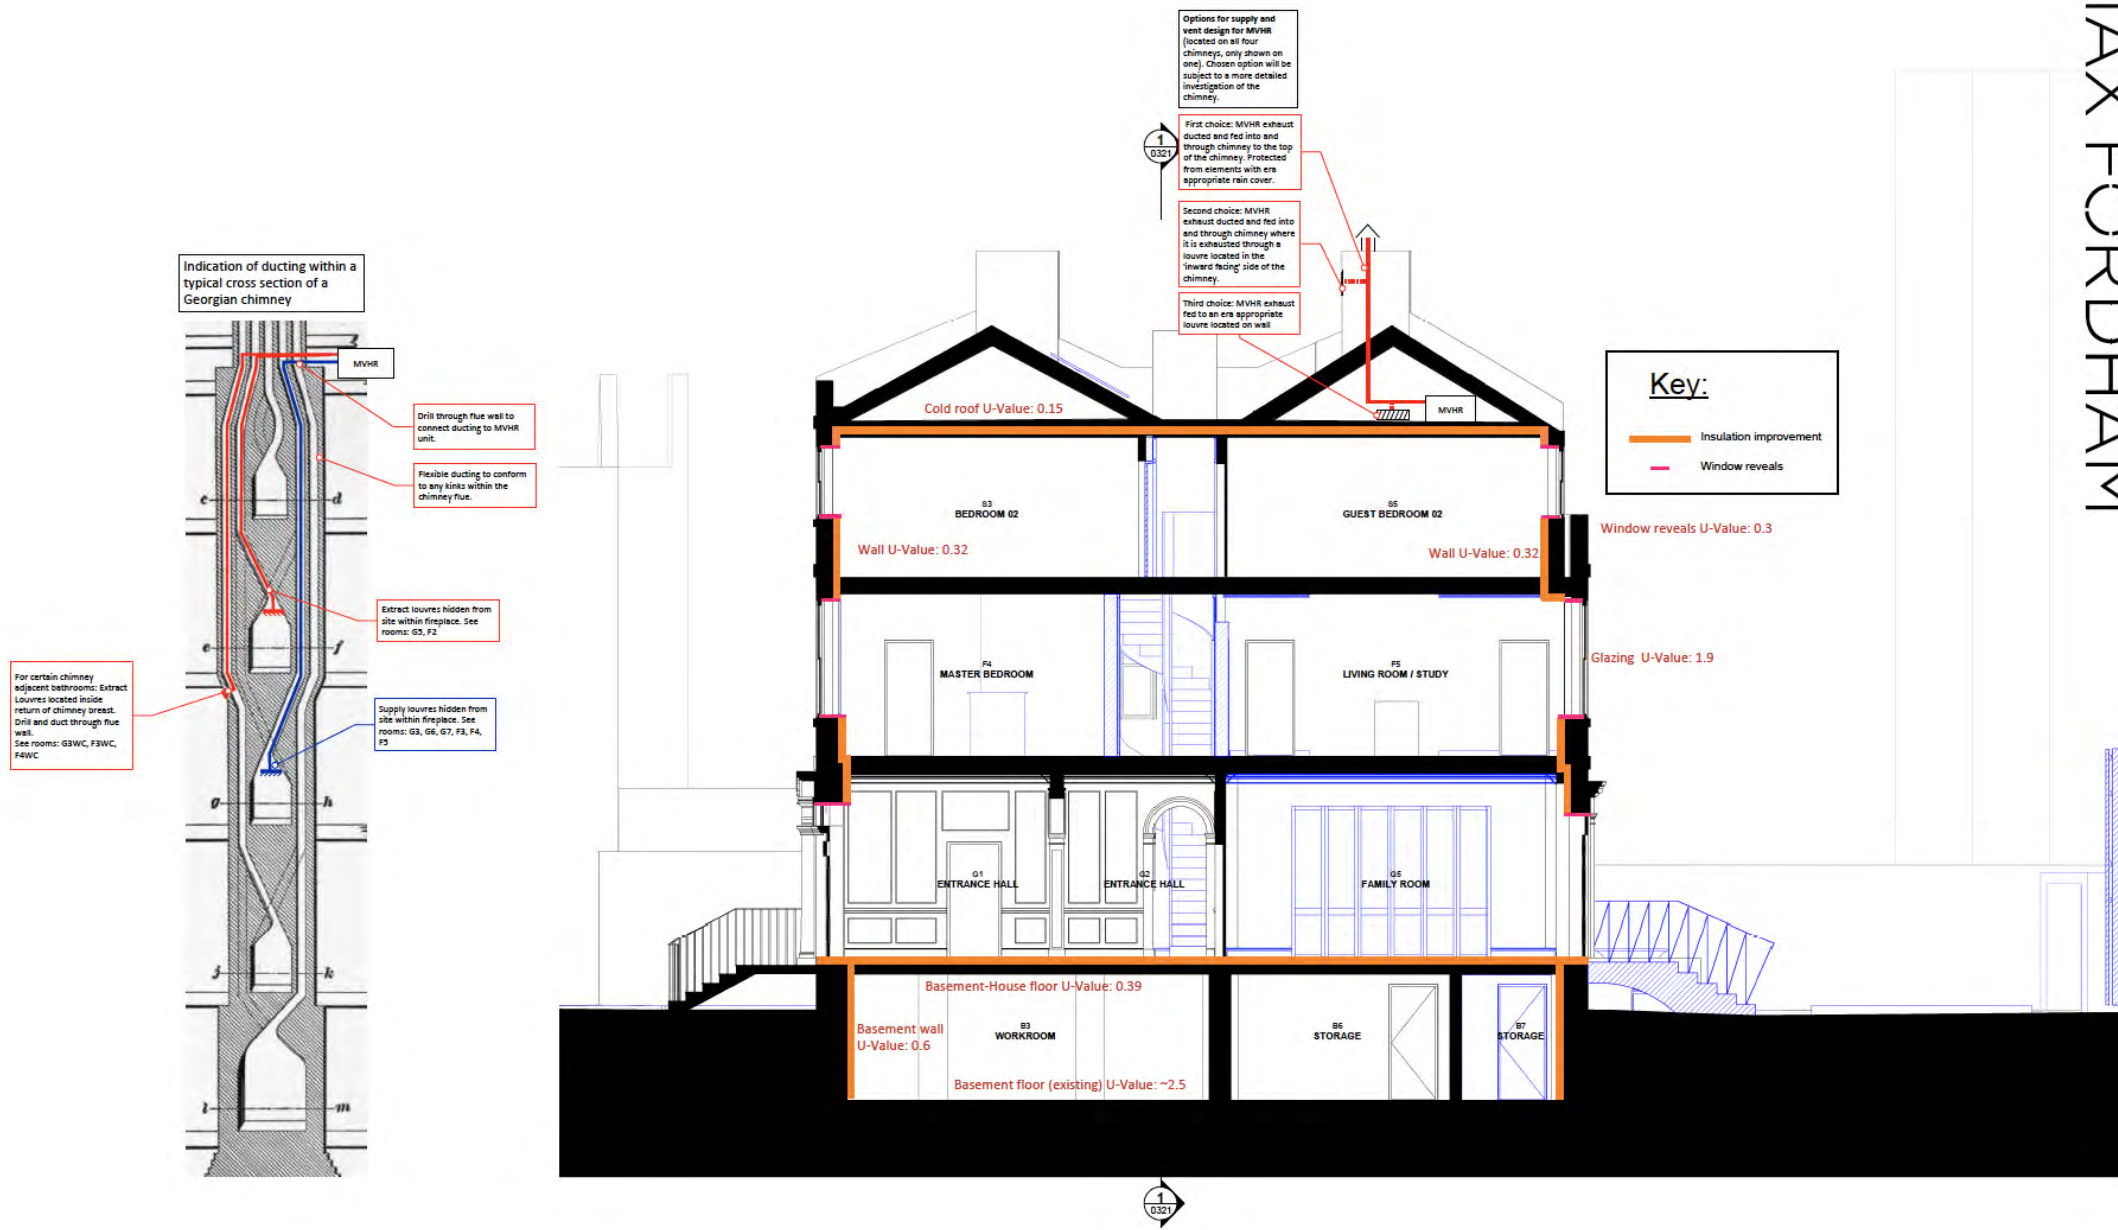 Options for supply and
vent design for MVHR
(located on all four
chimneys, only shown on
one). Chosen option will be
subject to a more detailed
investigation of the
chimney.
First choice: MVHR exhaust
ducted and fed into and
through chimney to the top
of the chimney. Protected
from elements with era
appropriate rain cover.
Second choice: MVHR
exhaust ducted and fed into
and through chimney where
it is exhausted through a
louvre located in the
'inward facing' side of the
chimney.
Third choice: MVHR exhaust
fed to an era appropriate
louvre located on wall
1
0321
Indication of ducting within a
typical cross section of a
Georgian chimney
MVHR
Drill through flue wall to
connect ducting to MVHR
unit.
Flexible ducting to conform
to any kinks within the
chimney flue.
Extract louvres hidden from
site within fireplace. See
rooms: G5, F2
For certain chimney
adjacent bathrooms: Extract
Louvres located inside
return of chimney breast.
Drill and duct through flue
wall.
See rooms: G3WC, F3WC,
F4WC
Supply louvres hidden from
site within fireplace. See
rooms: G3, G6, G7, F3, F4,
F5
c d
e f
g h
j k
l m
Cold roof U-Value: 0.15
MVHR
S3
BEDROOM 02
S5
GUEST BEDROOM 02
Wall U-Value: 0.32
Wall U-Value: 0.32
F4
MASTER BEDROOM
F5
LIVING ROOM / STUDY
G1
ENTRANCE HALL
G2
ENTRANCE HALL
G5
FAMILY ROOM
Basement-House floor U-Value: 0.39
Basement wall
U-Value: 0.6
B3
WORKROOM
B6
STORAGE
B7
STORAGE
Basement floor (existing) U-Value: ~2.5
Key:
Insulation improvement
Window reveals
Window reveals U-Value: 0.3
Glazing U-Value: 1.9
1
0321
FORDHAM